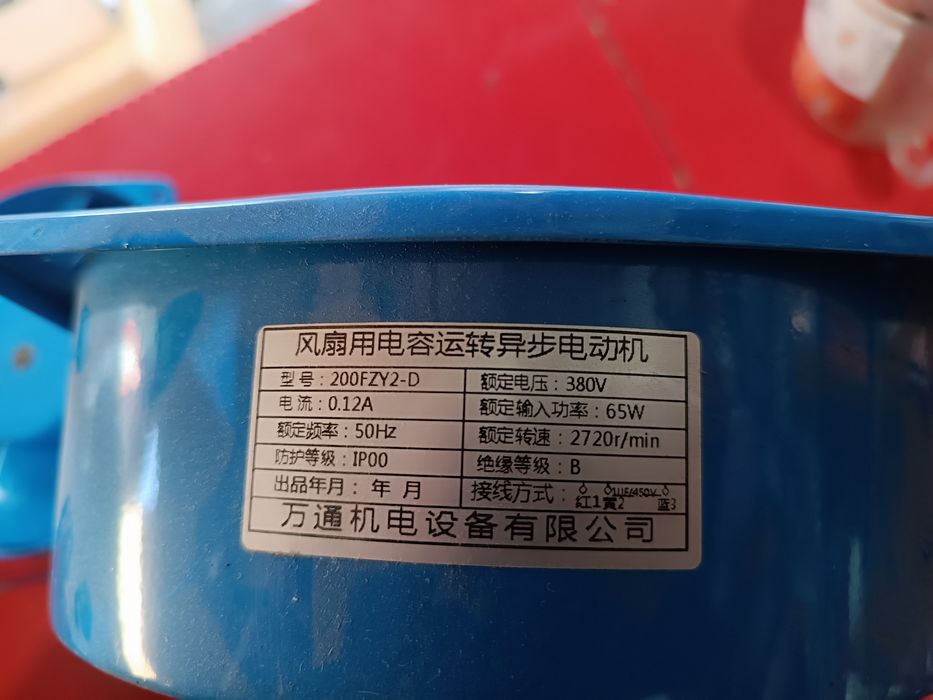 风扇用电容运转异步电动机
型号：200FZY2-D 额定电压：380V
电流：0.12A 额定输入功率：65W
额定频率：50Hz 额定转速：2720r/min
防护等级：IP00 绝缘等级：B
出品年月： 年 月 接线方式：
红1 黄2 蓝3
万通机电设备有限公司